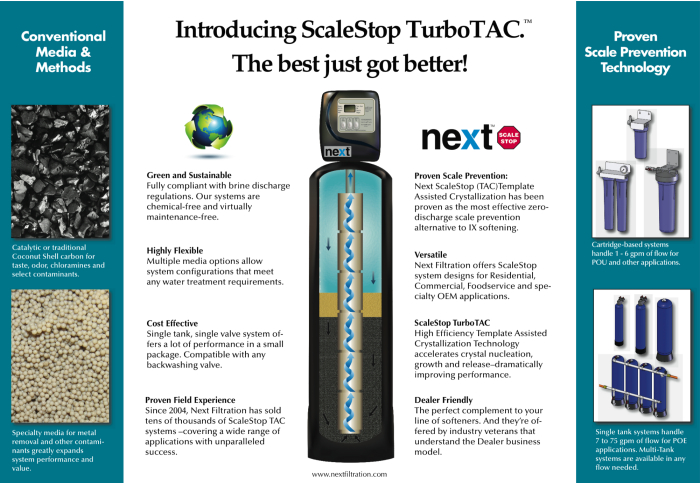 Conventional
Media &
Methods
Catalytic or traditional
Coconut Shell carbon for
taste, odor, chloramines and
select contaminants.
Specialty media for metal
removal and other contami-
nants greatly expands
system performance and
value.
Introducing ScaleStop TurboTAC.™
The best just got better!
Green and Sustainable
Fully compliant with brine discharge
regulations. Our systems are
chemical-free and virtually
maintenance-free.
Highly Flexible
Multiple media options allow
system configurations that meet
any water treatment requirements.
Cost Effective
Single tank, single valve system of-
fers a lot of performance in a small
package. Compatible with any
backwashing valve.
Proven Field Experience
Since 2004, Next Filtration has sold
tens of thousands of ScaleStop TAC
systems –covering a wide range of
applications with unparalleled
success.
next
www.nextfiltration.com
next™
SCALE
STOP
Proven Scale Prevention:
Next ScaleStop (TAC)Template
Assisted Crystallization has been
proven as the most effective zero-
discharge scale prevention
alternative to IX softening.
Versatile
Next Filtration offers ScaleStop
system designs for Residential,
Commercial, Foodservice and spe-
cialty OEM applications.
ScaleStop TurboTAC
High Efficiency Template Assisted
Crystallization Technology
accelerates crystal nucleation,
growth and release–dramatically
improving performance.
Dealer Friendly
The perfect complement to your
line of softeners. And they're of-
fered by industry veterans that
understand the Dealer business
model.
Proven
Scale Prevention
Technology
Cartridge-based systems
handle 1 - 6 gpm of flow for
POU and other applications.
Single tank systems handle
7 to 75 gpm of flow for POE
applications. Multi-Tank
systems are available in any
flow needed.